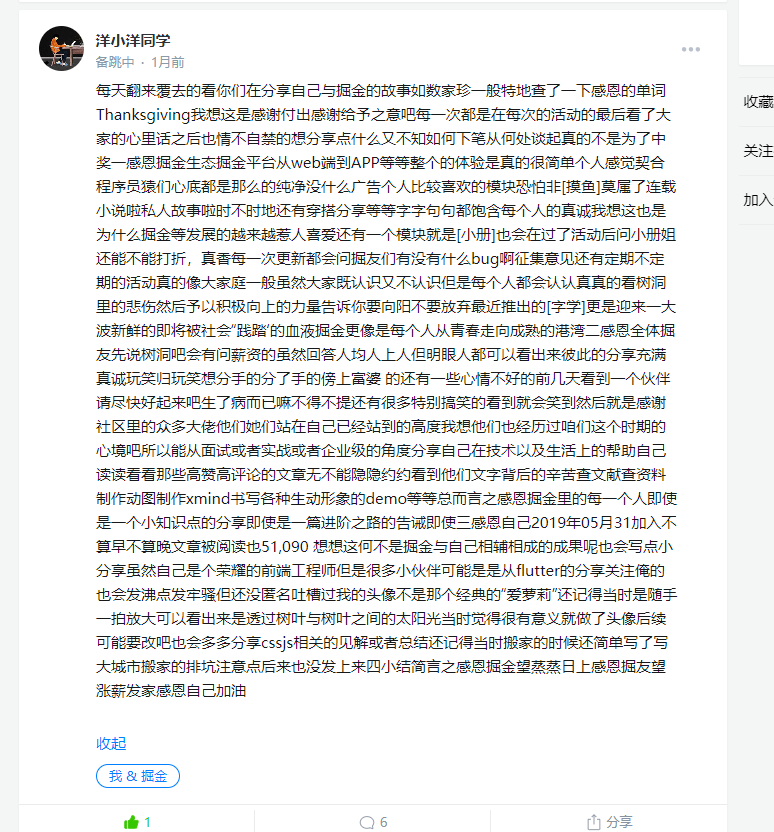 洋小洋同学
备跳中 · 1月前
每天翻来覆去的看你们在分享自己与掘金的故事如数家珍一般特地查了一下感恩的单词
Thanksgiving我想这是感谢付出感谢给予之意吧每一次都是在每次的活动的最后看了大
家的心里话之后也情不自禁的想分享点什么又不知如何下笔从何处谈起真的不是为了中
奖一感恩掘金生态掘金平台从web端到APP等等整个的体验是真的很简单个人感觉契合
程序员猿们心底都是那么的纯净没什么广告个人比较喜欢的模块恐怕非[摸鱼]莫属了连载
小说啦私人故事啦时不时地还有穿搭分享等等字字句句都饱含每个人的真诚我想这也是
为什么掘金等发展的越来越惹人喜爱还有一个模块就是[小册]也会在过了活动后问小册姐
还能不能打折，真香每一次更新都会问掘友们有没有什么bug啊征集意见还有定期不定
期的活动真的像大家庭一般虽然大家既认识又不认识但是每个人都会认认真真的看树洞
里的悲伤然后予以积极向上的力量告诉你要向阳不要放弃最近推出的[字学]更是迎来一大
波新鲜的即将被社会“践踏‘的血液掘金更像是每个人从青春走向成熟的港湾二感恩全体掘
友先说树洞吧会有问薪资的虽然回答人均人上人但明眼人都可以看出来彼此的分享充满
真诚玩笑归玩笑想分手的分了手的傍上富婆 的还有一些心情不好的前几天看到一个伙伴
请尽快好起来吧生了病而已嘛不得不提还有很多特别搞笑的看到就会笑到然后就是感谢
社区里的众多大佬他们她们站在自己已经站到的高度我想他们也经历过咱们这个时期的
心境吧所以能从面试或者实战或者企业级的角度分享自己在技术以及生活上的帮助自己
读读看看那些高赞高评论的文章无不能隐隐约约看到他们文字背后的辛苦查文献查资料
制作动图制作xmind书写各种生动形象的demo等等总而言之感恩掘金里的每一个人即使
是一个小知识点的分享即使是一篇进阶之路的告诫即使三感恩自己2019年05月31加入不
算早不算晚文章被阅读也51,090 想想这何不是掘金与自己相辅相成的成果呢也会写点小
分享虽然自己是个荣耀的前端工程师但是很多小伙伴可能是是从flutter的分享关注俺的
也会发沸点发牢骚但还没匿名吐槽过我的头像不是那个经典的“爱萝莉”还记得当时是随手
一拍放大可以看出来是透过树叶与树叶之间的太阳光当时觉得很有意义就做了头像后续
可能要改吧也会多多分享cssjs相关的见解或者总结还记得当时搬家的时候还简单写了写
大城市搬家的排坑注意点后来也没发上来四小结简言之感恩掘金望蒸蒸日上感恩掘友望
涨薪发家感恩自己加油
收起
我 & 掘金
1
6
分享
收藏
关注
加入